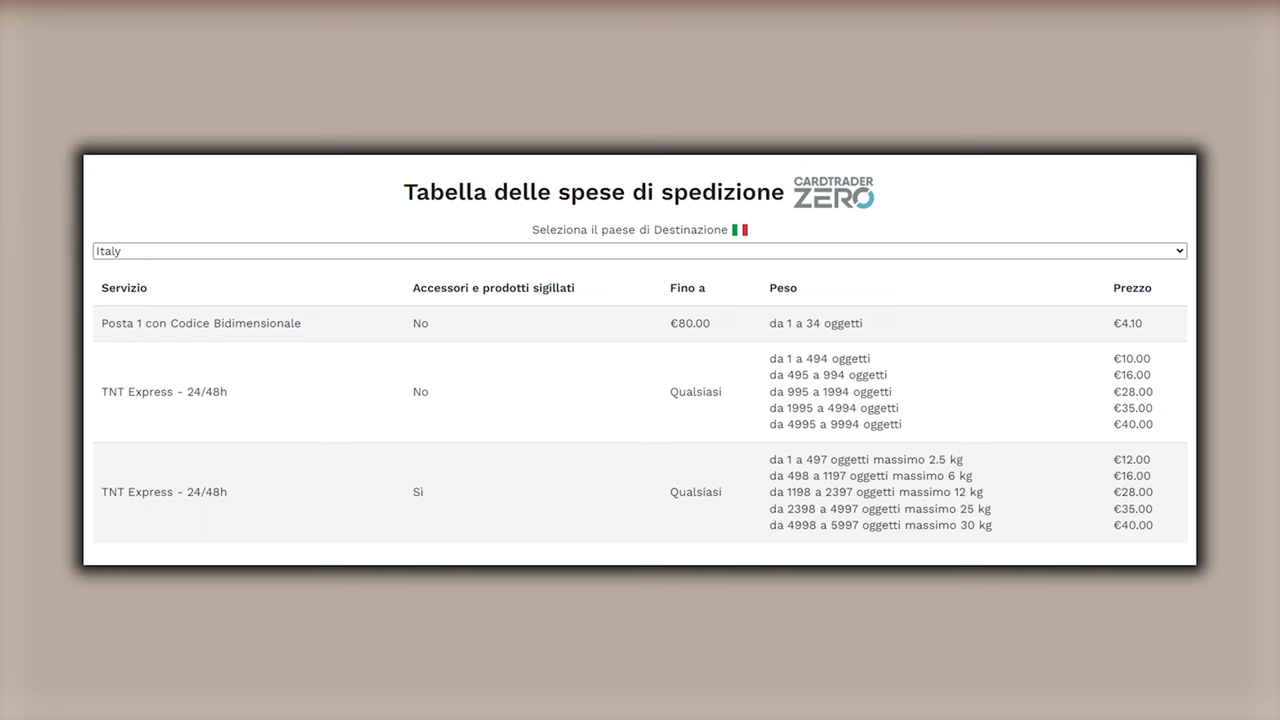 Tabella delle spese di spedizione CARDTRADER ZERO
Seleziona il paese di Destinazione
Italy
Servizio Accessori e prodotti sigillati Fino a Peso Prezzo
Posta 1 con Codice Bidimensionale No €80.00 da 1 a 34 oggetti €4.10
da 1 a 494 oggetti €10.00
da 495 a 994 oggetti €16.00
TNT Express - 24/48h No Qualsiasi da 995 a 1994 oggetti €28.00
da 1995 a 4994 oggetti €35.00
da 4995 a 9994 oggetti €40.00
da 1 a 497 oggetti massimo 2.5 kg €12.00
da 498 a 1197 oggetti massimo 6 kg €16.00
TNT Express - 24/48h Sì Qualsiasi da 1198 a 2397 oggetti massimo 12 kg €28.00
da 2398 a 4997 oggetti massimo 25 kg €35.00
da 4998 a 5997 oggetti massimo 30 kg €40.00